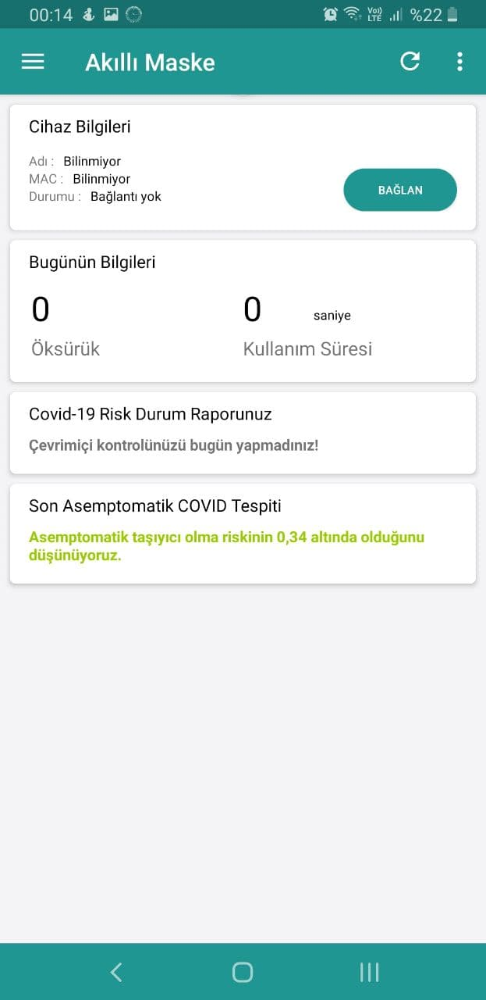 00:14
Vo)) LTE
%22
Akıllı Maske
Cihaz Bilgileri
Adı : Bilinmiyor
MAC : Bilinmiyor
Durumu : Bağlantı yok
BAĞLAN
Bugünün Bilgileri
0
0 saniye
Öksürük
Kullanım Süresi
Covid-19 Risk Durum Raporunuz
Çevrimiçi kontrolünüzü bugün yapmadınız!
Son Asemptomatik COVID Tespiti
Asemptomatik taşıyıcı olma riskinin 0,34 altında olduğunu
düşünüyoruz.